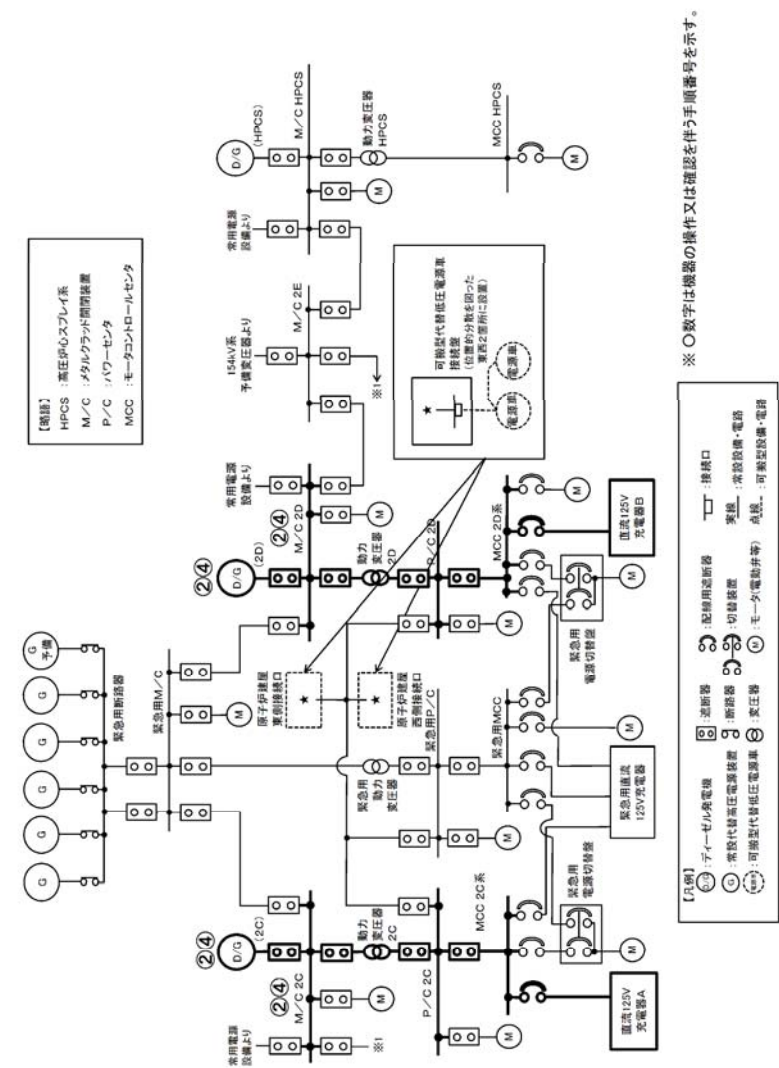 【略語】
HPCS :高圧炉心スプレイ系
M/C :メタルクラッド開閉装置
P/C :パワーセンタ
MCC :モータコントロールセンタ
G
G
G
G
G
G
予備
緊急用断路器
緊急用M/C
M
②④
D/G
(2C)
②④
M/C 2C
常用電源
設備より
※1
M
動力
変圧器
2C
P/C 2C
M
MCC 2C系
直流125V
充電器A
M
緊急用
電源切替盤
緊急用
動力
変圧器
緊急用P/C
M
M
緊急用MCC
M
緊急用直流
125V充電器
原子炉建屋
東側接続口
★
原子炉建屋
西側接続口
★
②④
D/G
(2D)
②④
M/C 2D
常用電源
設備より
M
動力
変圧器
2D
P/C 2D
M
MCC 2D系
緊急用
電源切替盤
M
直流125V
充電器B
M
154kV系
予備変圧器より
M/C 2E
※1
可搬型代替低圧電源車
接続盤
(位置的分散を図った
東西2箇所に設置)
★
電源車
電源車
常用電源
設備より
D/G
(HPCS)
M/C HPCS
M
動力変圧器
HPCS
MCC HPCS
M
【凡例】
D/G :ディーゼル発電機
G :常設代替高圧電源装置
電源車 :可搬型代替低圧電源車
:遮断器
:断路器
:変圧器
:配線用遮断器
:切替装置
M :モータ(電動弁等)
:接続口
実線 :常設設備・電路
点線 :可搬型設備・電路
※ ○数字は機器の操作又は確認を伴う手順番号を示す。